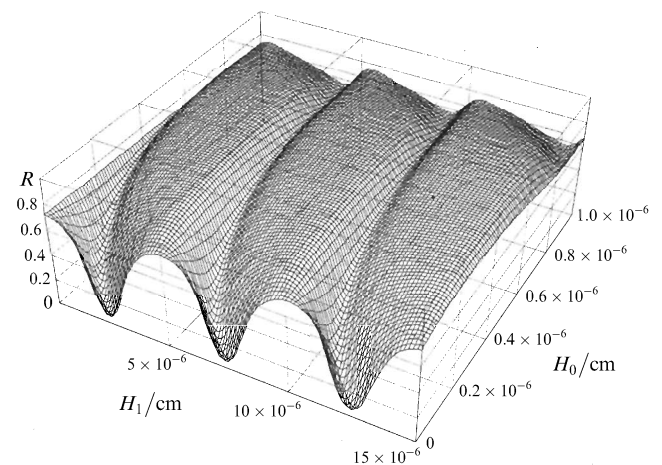 R
0.8
0.6
0.4
0.2
0
5 × 10⁻⁶
10 × 10⁻⁶
15 × 10⁻⁶
H₁/cm
0
0.2 × 10⁻⁶
0.4 × 10⁻⁶
0.6 × 10⁻⁶
0.8 × 10⁻⁶
1.0 × 10⁻⁶
H₀/cm